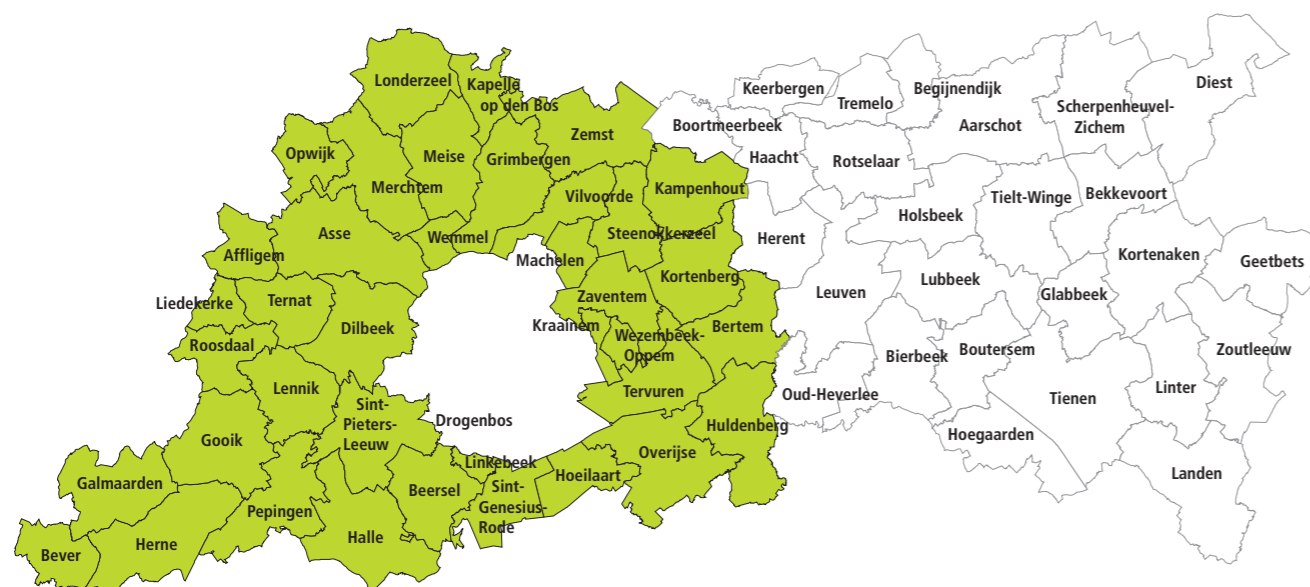 Londerzeel
Kapelle
op den Bos
Zemst
Opwijk
Merchtem
Meise
Grimbergen
Vilvoorde
Kampenhout
Asse
Wemmel
Steenokkerzeel
Affligem
Machelen
Kortenberg
Liedekerke
Ternat
Dilbeek
Zaventem
Kraainem
Wezembeek-
Oppem
Bertem
Roosdaal
Lennik
Tervuren
Sint-
Pieters-
Leeuw
Drogenbos
Huldenberg
Gooik
Linkebeek
Overijse
Galmaarden
Beersel
Sint-
Genesius-
Rode
Hoeilaart
Pepingen
Halle
Bever
Herne
Keerbergen
Tremelo
Begijnendijk
Diest
Scherpenheuvel-
Zichem
Boortmeerbeek
Aarschot
Haacht
Rotselaar
Holsbeek
Tielt-Winge
Bekkevoort
Herent
Kortenaken
Geetbets
Leuven
Lubbeek
Glabbeek
Bierbeek
Boutersem
Zoutleeuw
Oud-Heverlee
Tienen
Linter
Hoegaarden
Landen